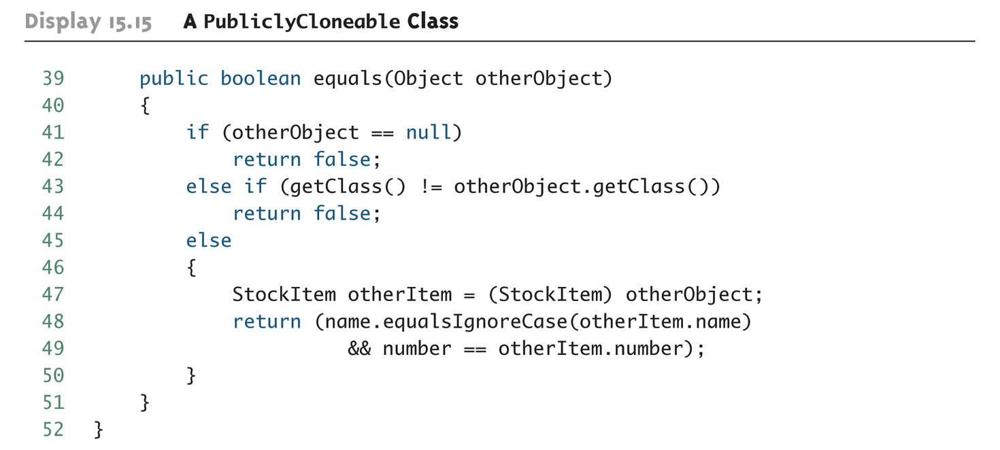 Display 15.15 A PubliclyCloneable Class
39 public boolean equals(Object otherObject)
40 {
41 if (otherObject == null)
42 return false;
43 else if (getClass() != otherObject.getClass())
44 return false;
45 else
46 {
47 StockItem otherItem = (StockItem) otherObject;
48 return (name.equalsIgnoreCase(otherItem.name)
49 && number == otherItem.number);
50 }
51 }
52 }